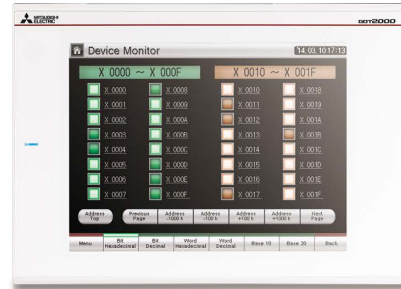 MITSUBISHI
ELECTRIC
GOT2000
Device Monitor
'14.03.10 17:13
X 0000 ~ X 000F
X 0010 ~ X 001F
X 0000 X 0008 X 0010 X 0018
X 0001 X 0009 X 0011 X 0019
X 0002 X 000A X 0012 X 001A
X 0003 X 000B X 0013 X 001B
X 0004 X 000C X 0014 X 001C
X 0005 X 000D X 0015 X 001D
X 0006 X 000E X 0016 X 001E
X 0007 X 000F X 0017 X 001F
Address Previous Address Address Address Address Next
Top Page -1000 h -100 h +100 h +1000 h Page
Menu Bit Bit Word Word Base 10 Base 20 Back
Hexadecimal Decimal Hexadecimal Decimal